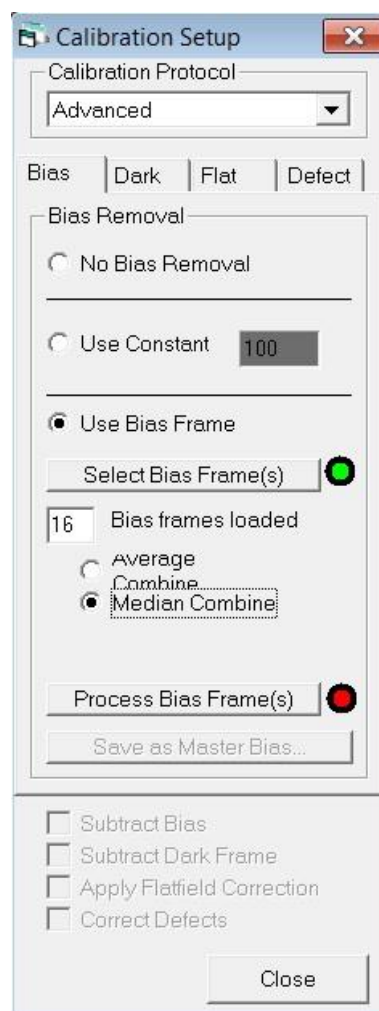 Calibration Setup
Calibration Protocol
Advanced
Bias Dark Flat Defect
Bias Removal
No Bias Removal
Use Constant 100
Use Bias Frame
Select Bias Frame(s)
16 Bias frames loaded
Average
Combine
Median Combine
Process Bias Frame(s)
Save as Master Bias...
Subtract Bias
Subtract Dark Frame
Apply Flatfield Correction
Correct Defects
Close